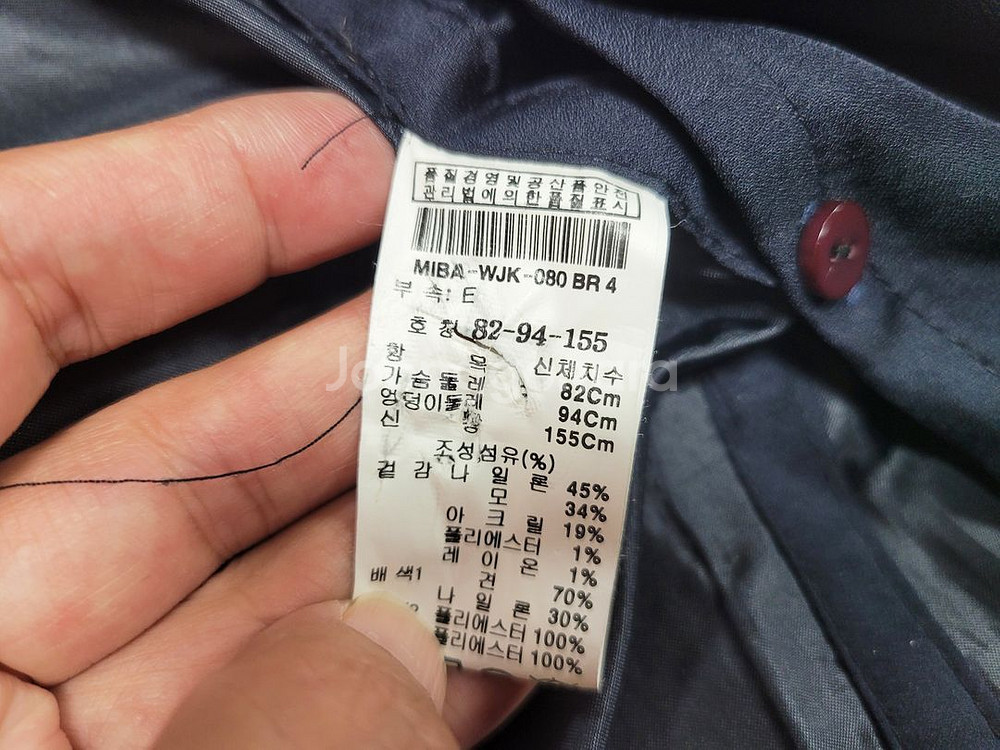 품질경영및공산품안전
관리법에의한품질표시
MIBA-WJK-080 BR 4
부 속: E
호 칭 82-94-155
항 목 신체치수
가슴둘레 82Cm
엉덩이둘레 94Cm
신 장 155Cm
조성섬유(%)
겉 감 나 일 론 45%
모 34%
아 크 릴 19%
폴리에스터 1%
레 이 온 1%
배 색1 견 70%
나 일 론 30%
폴리에스터 100%
폴리에스터 100%